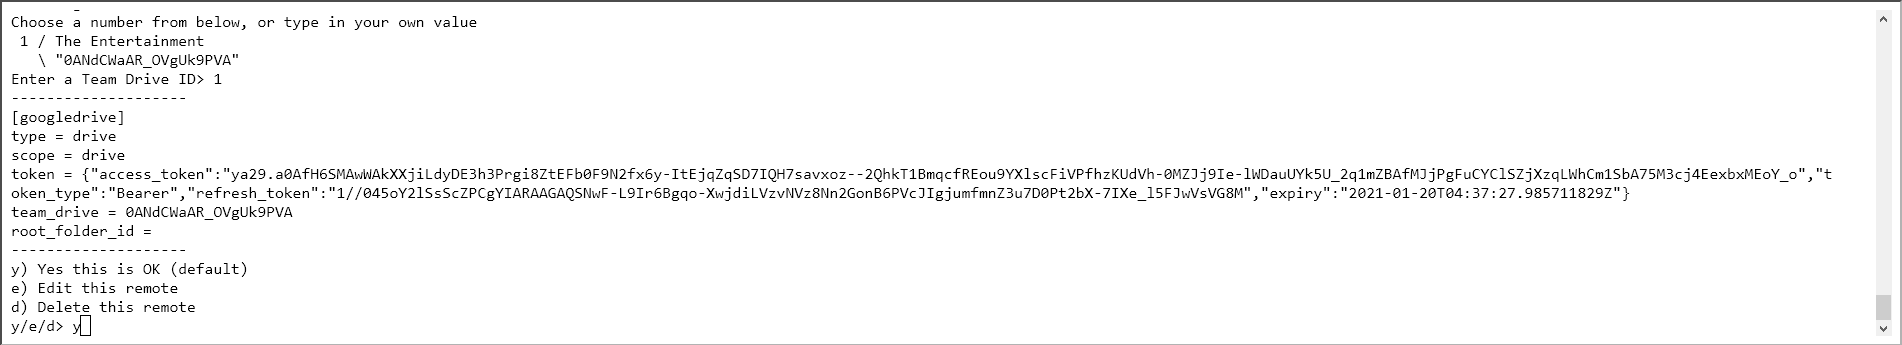 Choose a number from below, or type in your own value
1 / The Entertainment
\ "0ANdCWaAR_OVgUk9PVA"
Enter a Team Drive ID> 1
--------------------
[googledrive]
type = drive
scope = drive
token = {"access_token":"ya29.a0AfH6SMAwWAkXXjiLdyDE3h3Prgi8ZtEFb0F9N2fx6y-ItEjqZqSD7IQH7savxoz--2QhkT1BmqcfREou9YXlscFiVPfhzKUdVh-0MZJj9Ie-lWDauUYk5U_2q1mZBAfMJjPgFuCYClSZjXzqLWhCm1SbA75M3cj4EexbxMEoY_o","t
oken_type":"Bearer","refresh_token":"1//045oY2lSsScZPCgYIARAAGAQSNwF-L9Ir6Bgqo-XwjdiLVzvNVz8Nn2GonB6PVcJIgjumfmnZ3u7D0Pt2bX-7IXe_l5FJwVsVG8M","expiry":"2021-01-20T04:37:27.985711829Z"}
team_drive = 0ANdCWaAR_OVgUk9PVA
root_folder_id =
--------------------
y) Yes this is OK (default)
e) Edit this remote
d) Delete this remote
y/e/d> y